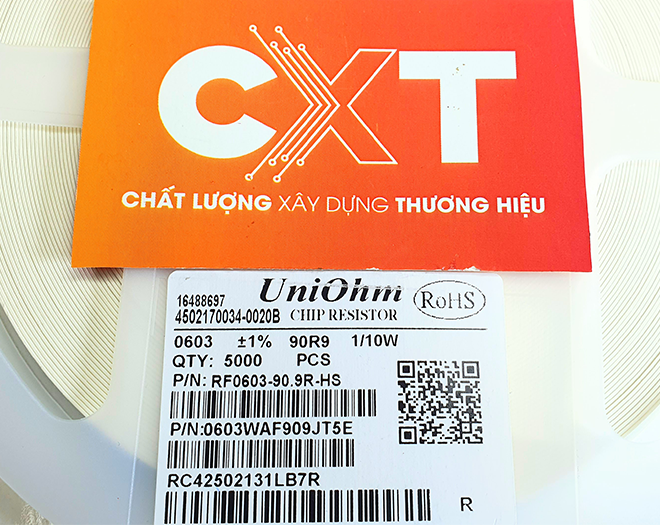 CXT
CHẤT LƯỢNG XÂY DỰNG THƯƠNG HIỆU
16488697
UniOhm
RoHS
4502170034-0020B CHIP RESISTOR
0603 ±1% 90R9 1/10W
QTY: 5000 PCS
P/N: RF0603-90.9R-HS
P/N:0603WAF909JT5E
RC42502131LB7R
R